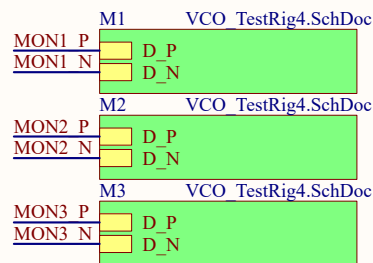 M1 VCO_TestRig4.SchDoc
MON1_P D_P
MON1_N D_N
M2 VCO_TestRig4.SchDoc
MON2_P D_P
MON2_N D_N
M3 VCO_TestRig4.SchDoc
MON3_P D_P
MON3_N D_N